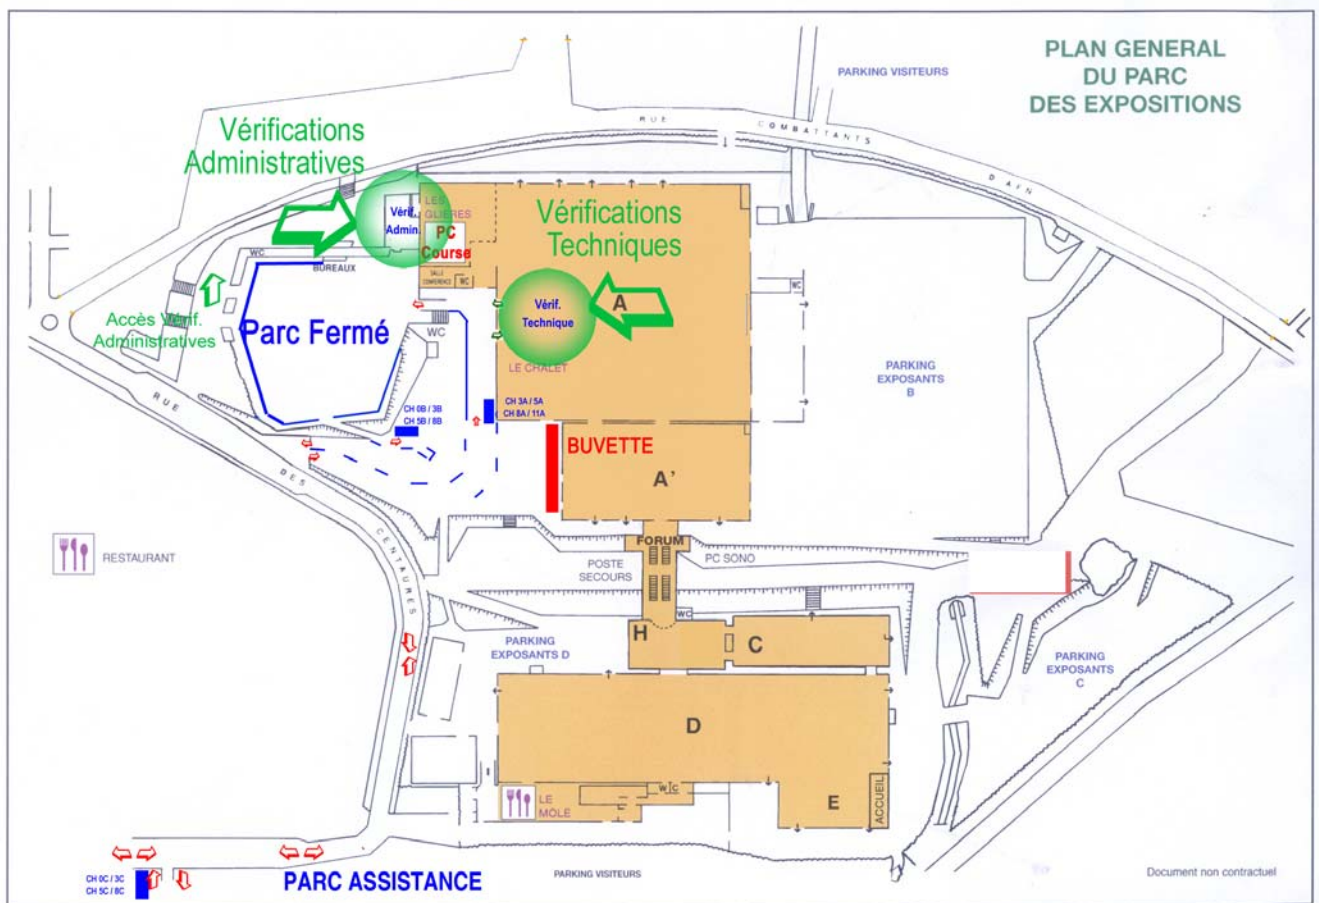 PLAN GENERAL
DU PARC
DES EXPOSITIONS
PARKING VISITEURS
RUE COMBATTANTS D'AFN
Vérifications
Administratives
LES
GLIERES
Vérif.
Admin.
PC
Course
Vérifications
Techniques
WC
BUREAUX
SALLE
CONFERENCE
WC
WC
Accès Vérif.
Administratives
Parc Fermé
WC
Vérif.
Technique
A
LE CHALET
PARKING
EXPOSANTS
B
CH 0B / 3B
CH 5B / 8B
CH 3A / 5A
CH 8A / 11A
RUE DES CENTAURES
BUVETTE
A'
FORUM
RESTAURANT
POSTE
SECOURS
PC SONO
WC
PARKING
EXPOSANTS D
H
C
PARKING
EXPOSANTS
C
D
WC
LE
MOLE
E
ACCUEIL
CH 0C / 3C
CH 5C / 8C
PARC ASSISTANCE
PARKING VISITEURS
Document non contractuel